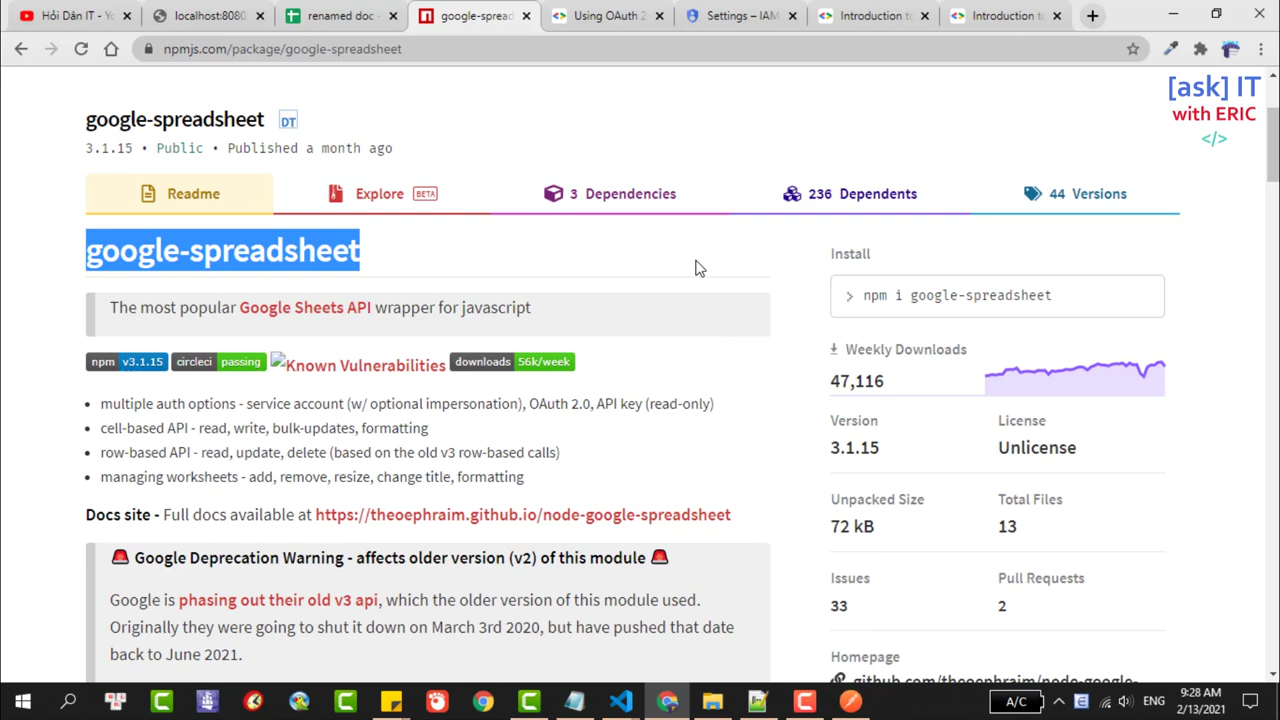 Hỏi Dân IT - Y
localhost:8080
renamed doc -
google-spread
Using OAuth 2
Settings – IAM
Introduction t
Introduction to
npmjs.com/package/google-spreadsheet
[ask] IT
with ERIC
</>
google-spreadsheet
DT
3.1.15 • Public • Published a month ago
Readme
Explore BETA
3 Dependencies
236 Dependents
44 Versions
google-spreadsheet
The most popular Google Sheets API wrapper for javascript
npm v3.1.15 circleci passing Known Vulnerabilities downloads 56k/week
multiple auth options - service account (w/ optional impersonation), OAuth 2.0, API key (read-only)
cell-based API - read, write, bulk-updates, formatting
row-based API - read, update, delete (based on the old v3 row-based calls)
managing worksheets - add, remove, resize, change title, formatting
Docs site - Full docs available at https://theoephraim.github.io/node-google-spreadsheet
🚨 Google Deprecation Warning - affects older version (v2) of this module 🚨
Google is phasing out their old v3 api, which the older version of this module used.
Originally they were going to shut it down on March 3rd 2020, but have pushed that date
back to June 2021.
Install
> npm i google-spreadsheet
Weekly Downloads
47,116
Version
License
3.1.15
Unlicense
Unpacked Size
Total Files
72 kB
13
Issues
Pull Requests
33
2
Homepage
github.com/theoephraim/node-google-
A/C
ENG
9:28 AM
2/13/2021